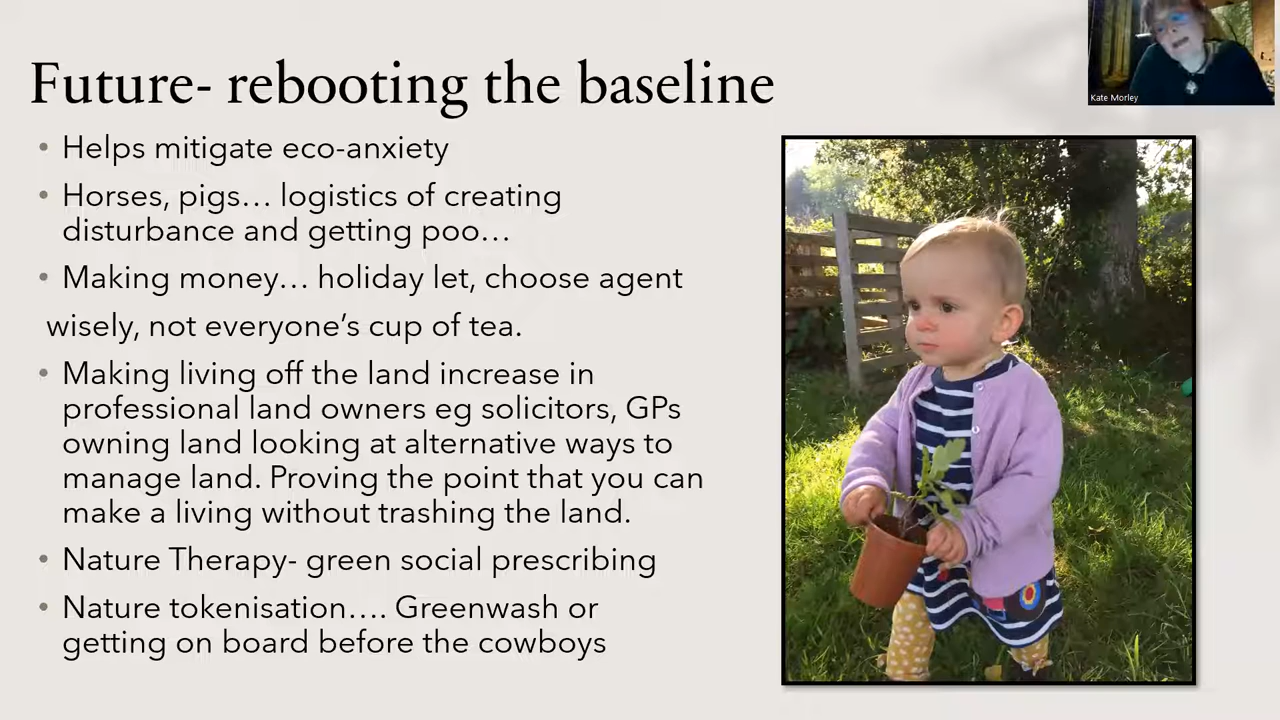 Future- rebooting the baseline
Kate Morley
• Helps mitigate eco-anxiety
• Horses, pigs… logistics of creating
disturbance and getting poo…
• Making money… holiday let, choose agent
wisely, not everyone’s cup of tea.
• Making living off the land increase in
professional land owners eg solicitors, GPs
owning land looking at alternative ways to
manage land. Proving the point that you can
make a living without trashing the land.
• Nature Therapy- green social prescribing
• Nature tokenisation…. Greenwash or
getting on board before the cowboys